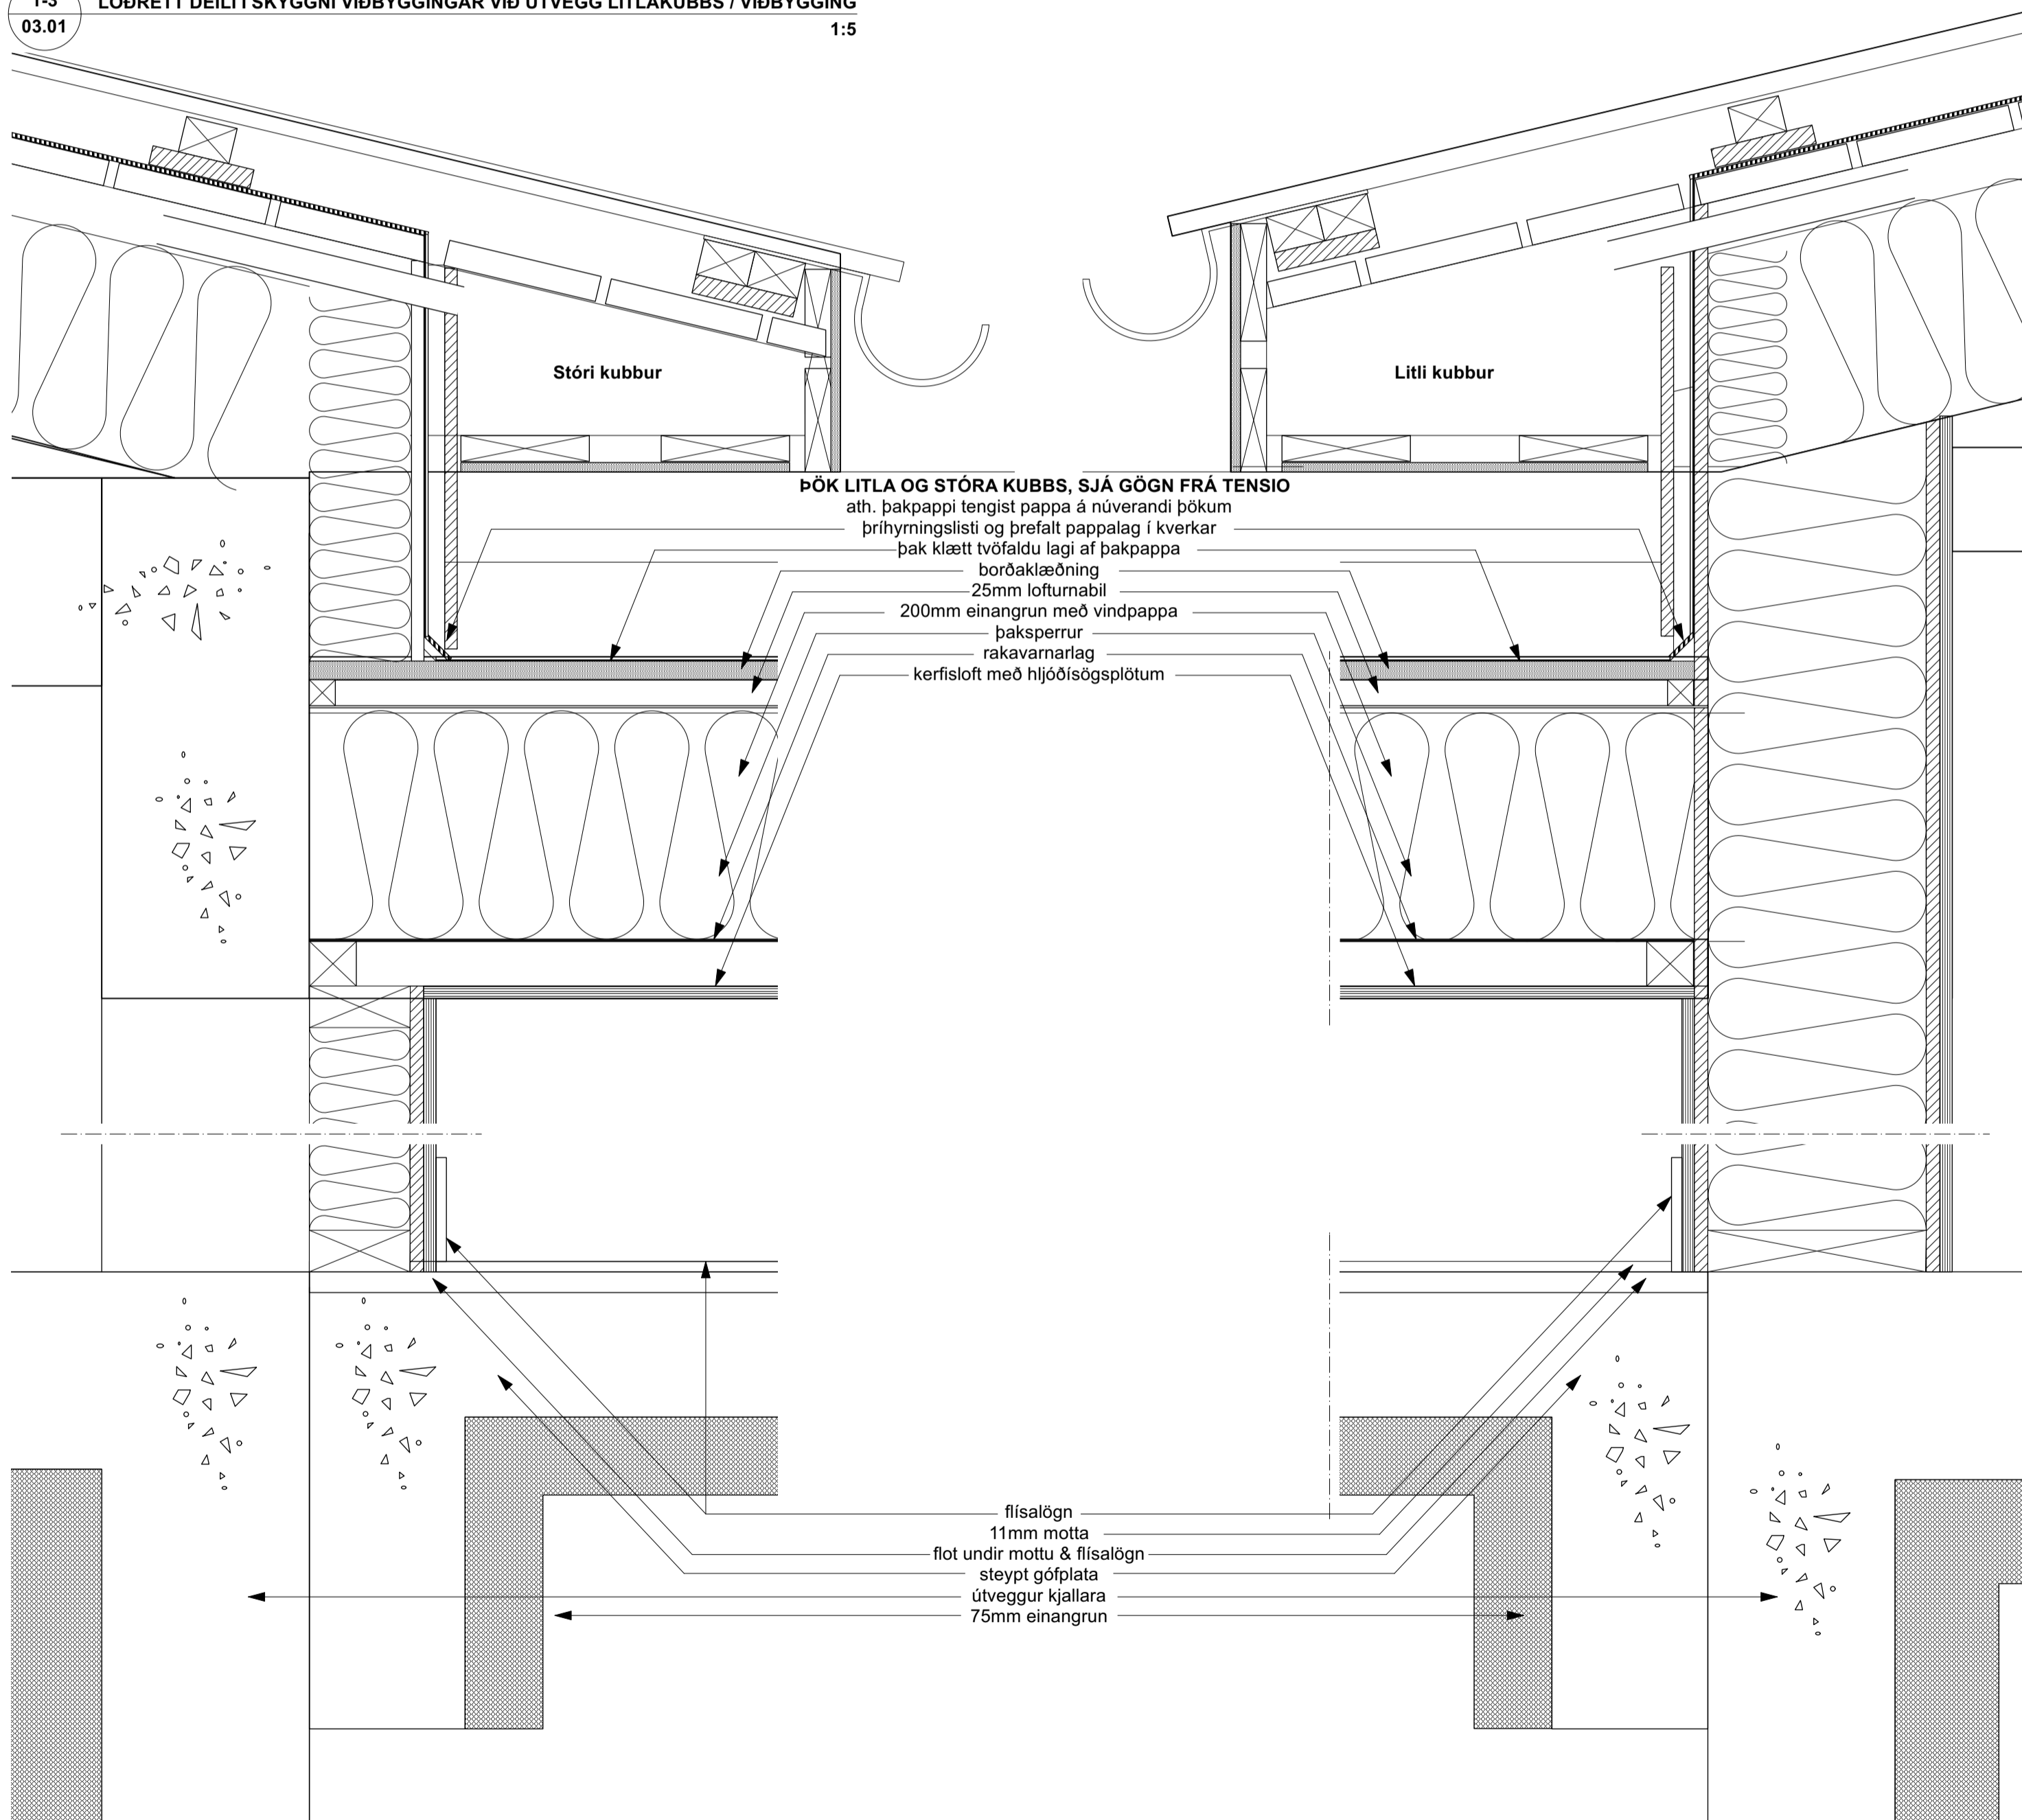 1-3
LÓÐRÉTT DEILI Í SKYGGNI VIÐBYGGINGAR VIÐ ÚTVEGG LITLAKUBBS / VIÐBYGGING
03.01
1:5
Stóri kubbur
Litli kubbur
ÞÖK LITLA OG STÓRA KUBBS, SJÁ GÖGN FRÁ TENSIO
ath. þakpappi tengist pappa á núverandi þökum
þríhyrningslisti og þrefalt pappalag í kverkar
þak klætt tvöfaldu lagi af þakpappa
borðaklæðning
25mm lofturnabil
200mm einangrun með vindpappa
þaksperrur
rakavarnarlag
kerfisloft með hljóðísögsplötum
flísalögn
11mm motta
flot undir mottu & flísalögn
steypt gófplata
útveggur kjallara
75mm einangrun